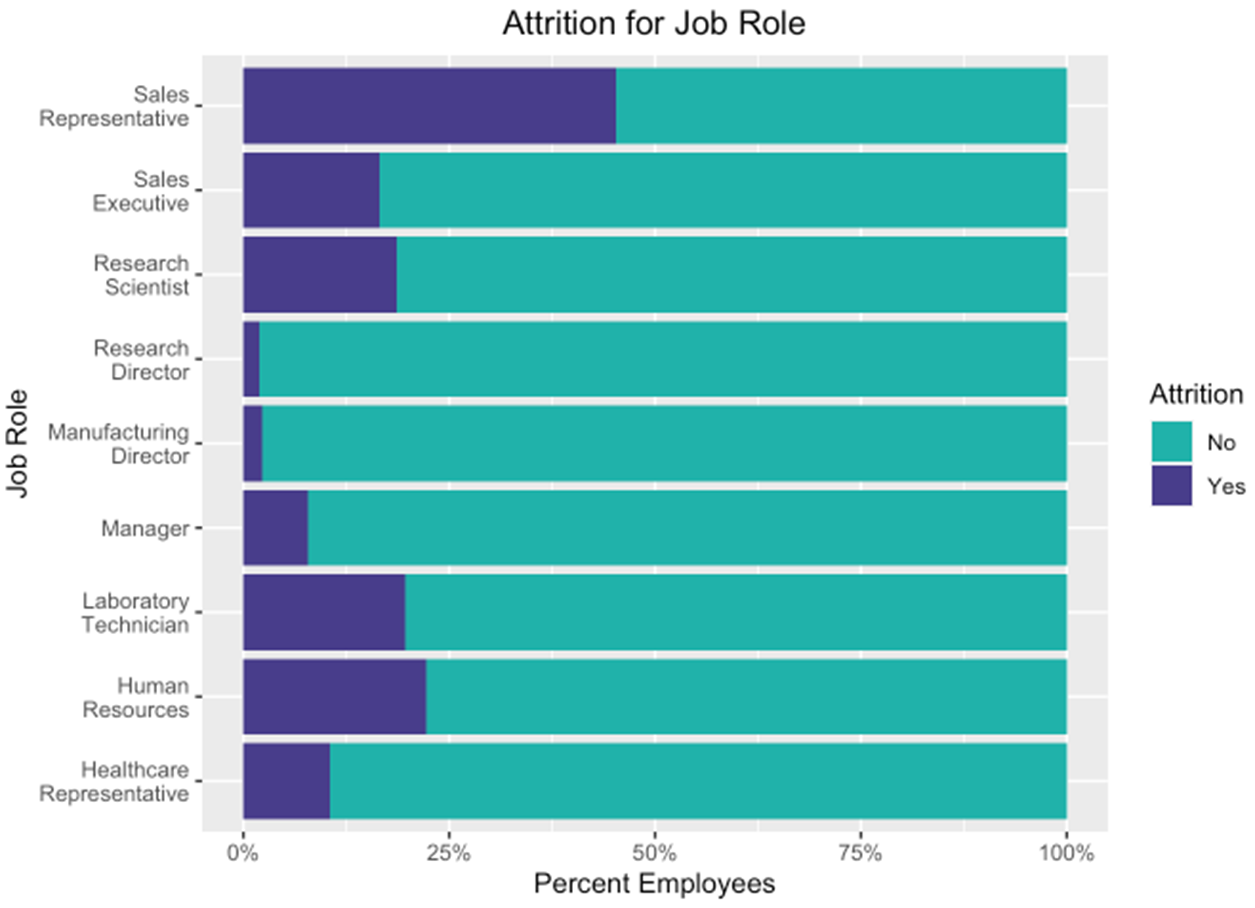 Attrition for Job Role
Sales
Representative
Sales
Executive
Research
Scientist
Research
Director
Manufacturing
Director
Manager
Laboratory
Technician
Human
Resources
Healthcare
Representative
Job Role
0%
25%
50%
75%
100%
Percent Employees
Attrition
No
Yes